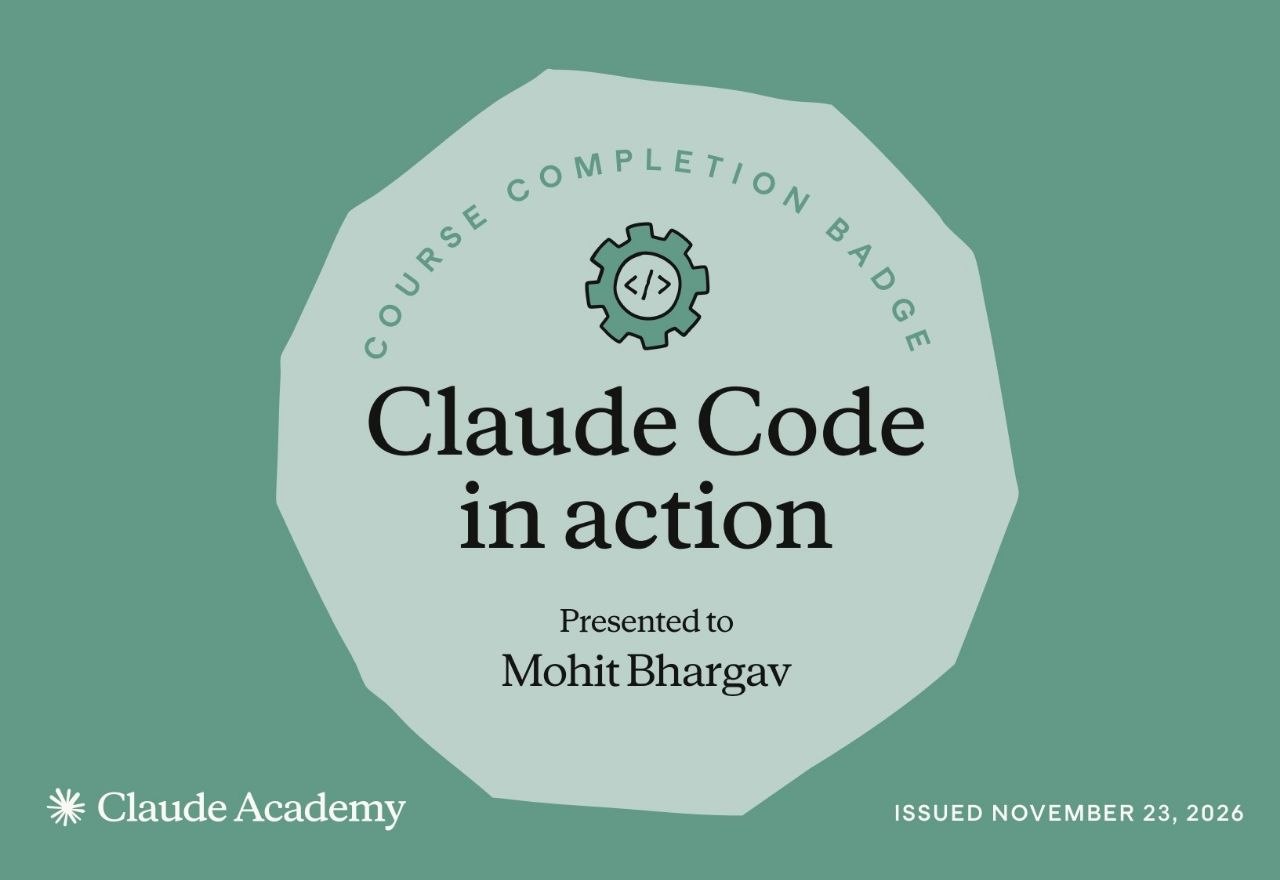 COURSE COMPLETION BADGE
</>
Claude Code
in action
Presented to
Mohit Bhargav
Claude Academy
ISSUED NOVEMBER 23, 2026